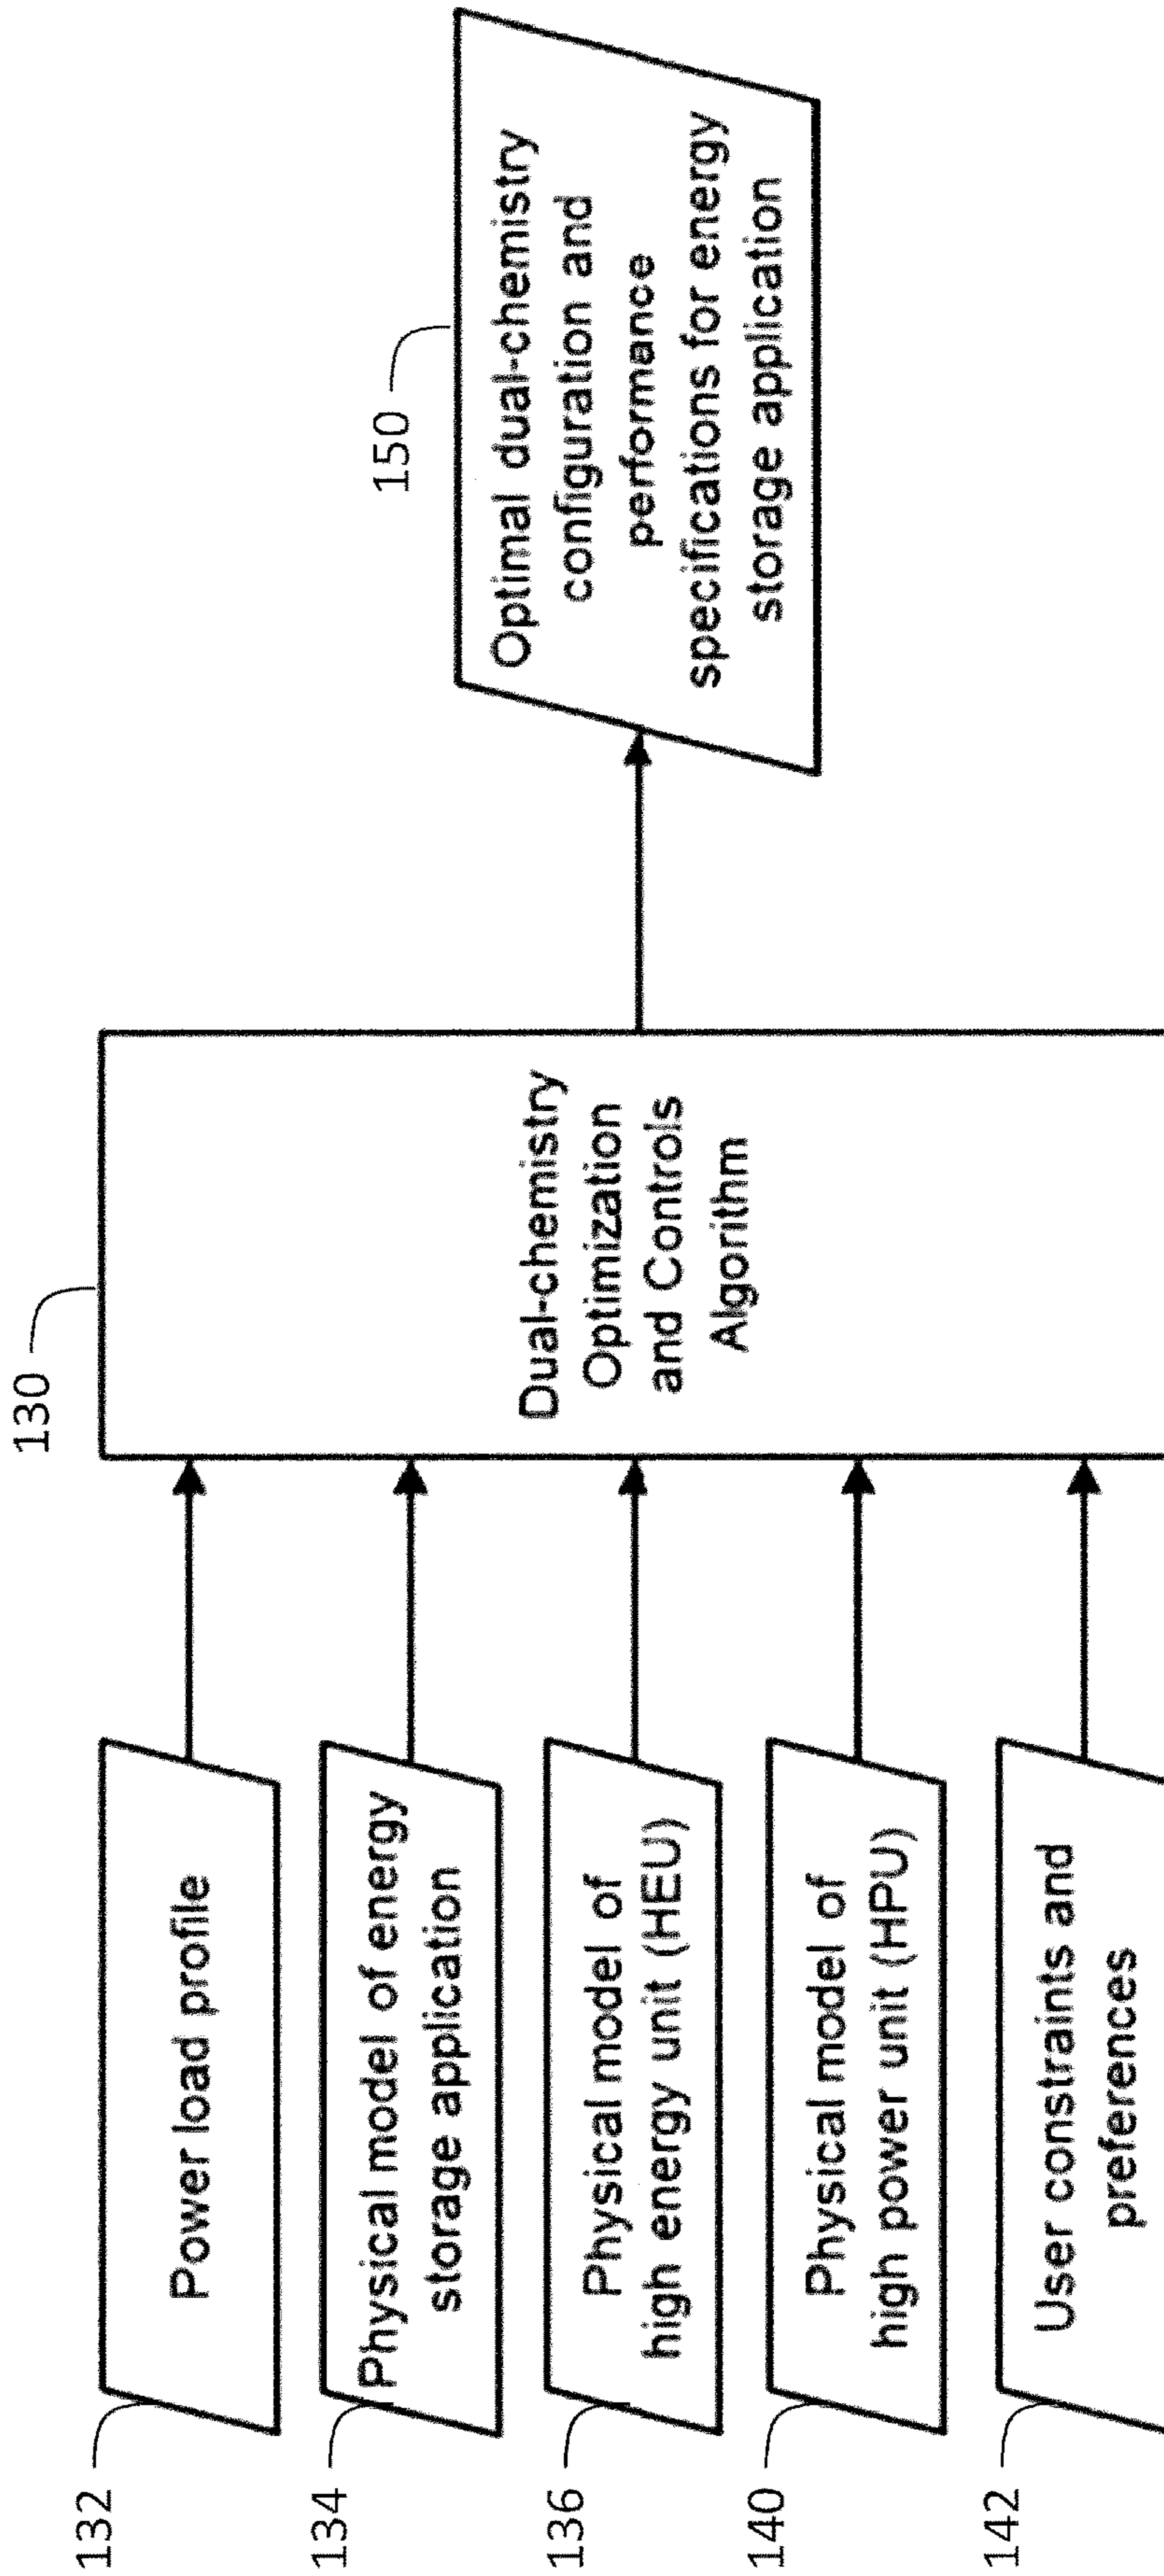 132
Power load profile
134
Physical model of energy
storage application
136
Physical model of
high energy unit (HEU)
140
Physical model of
high power unit (HPU)
142
User constraints and
preferences
130
Dual-chemistry
Optimization
and Controls
Algorithm
150
Optimal dual-chemistry
configuration and
performance
specifications for energy
storage application